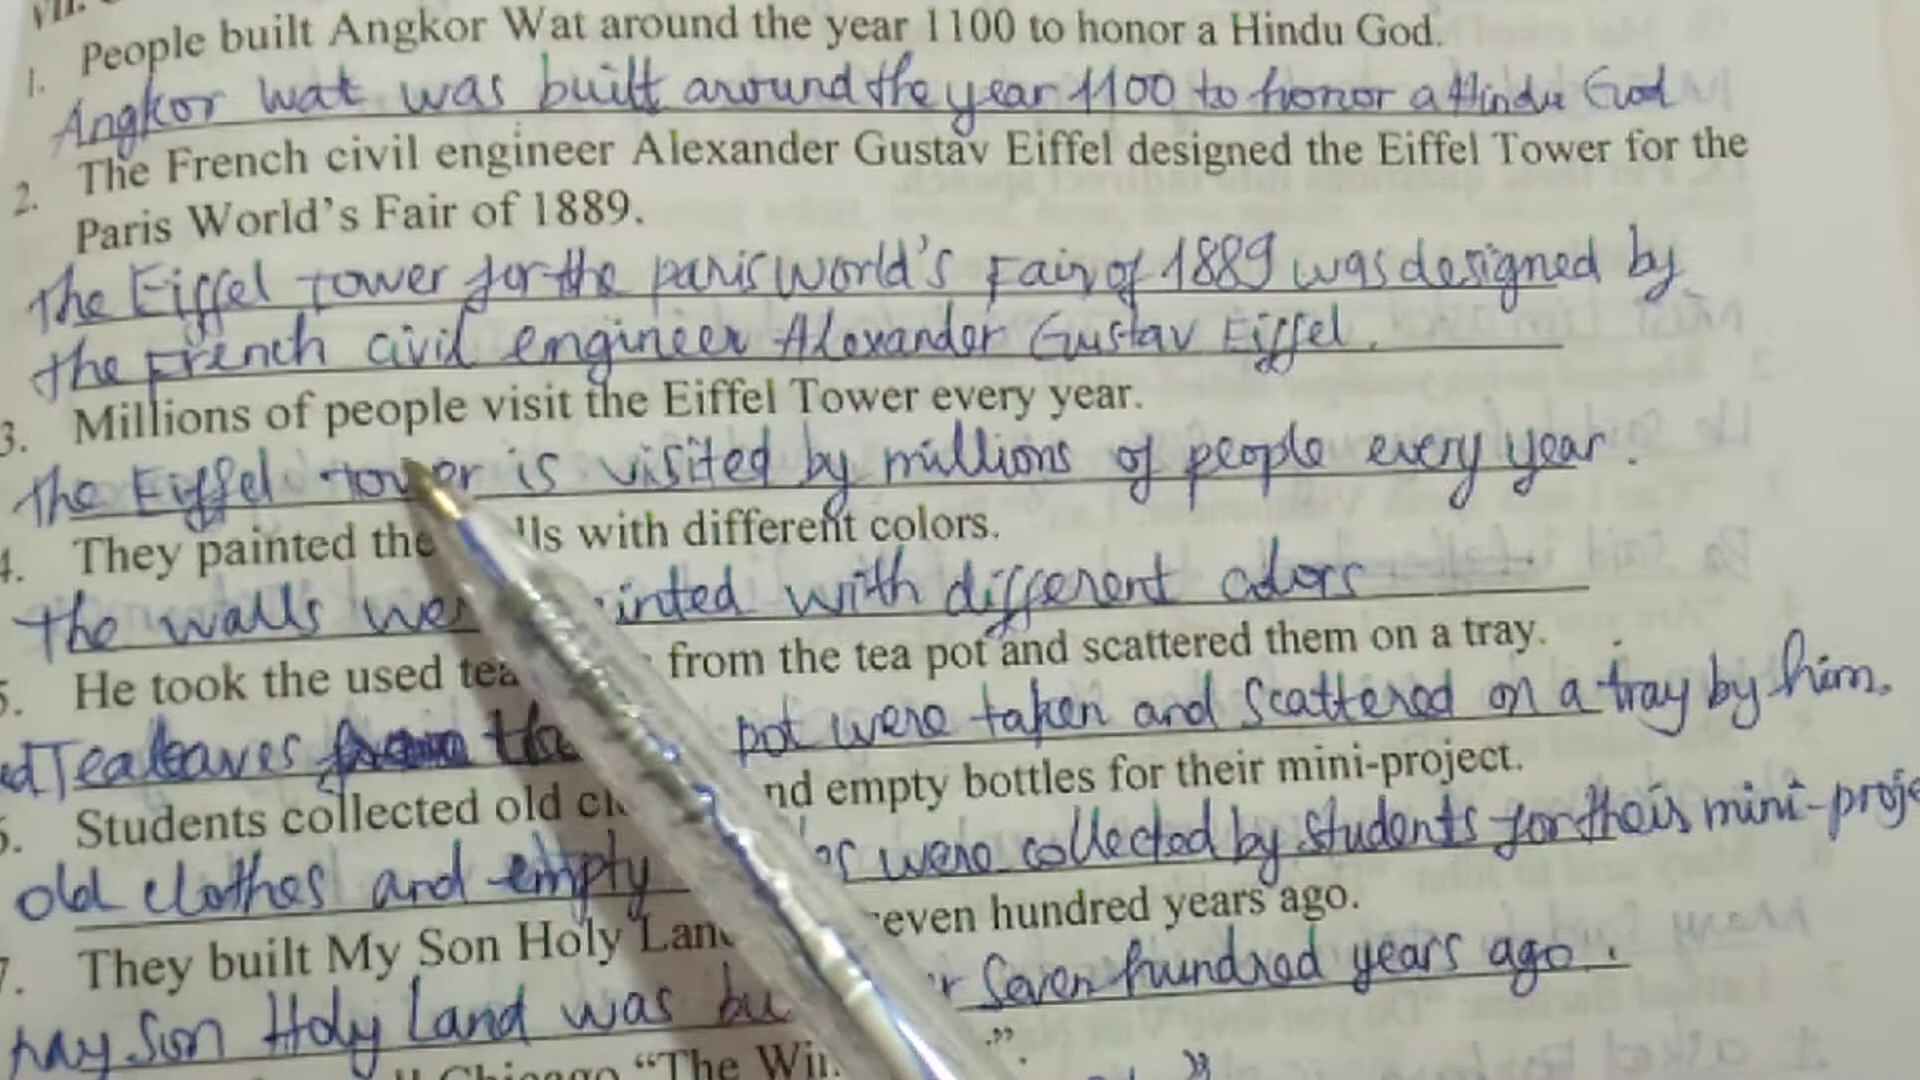 VII.
1. People built Angkor Wat around the year 1100 to honor a Hindu God.
Angkor wat was built around the year 1100 to honor a Hindu God
2. The French civil engineer Alexander Gustav Eiffel designed the Eiffel Tower for the
Paris World's Fair of 1889.
The Eiffel Tower for the paris World's Fair of 1889 was designed by
the French civil engineer Alexander Gustav Eiffel.
3. Millions of people visit the Eiffel Tower every year.
The Eiffel tower is visited by millions of people every year.
4. They painted the lls with different colors.
The walls we inted with different colors
5. He took the used tea from the tea pot and scattered them on a tray.
ed Tea leaves from the pot were taken and scattered on a tray by him.
6. Students collected old cl nd empty bottles for their mini-project.
old clothes and empty were collected by students for their mini-proje
7. They built My Son Holy Lan even hundred years ago.
My Son Holy Land was bu r seven hundred years ago.
Chicago "The Win ".